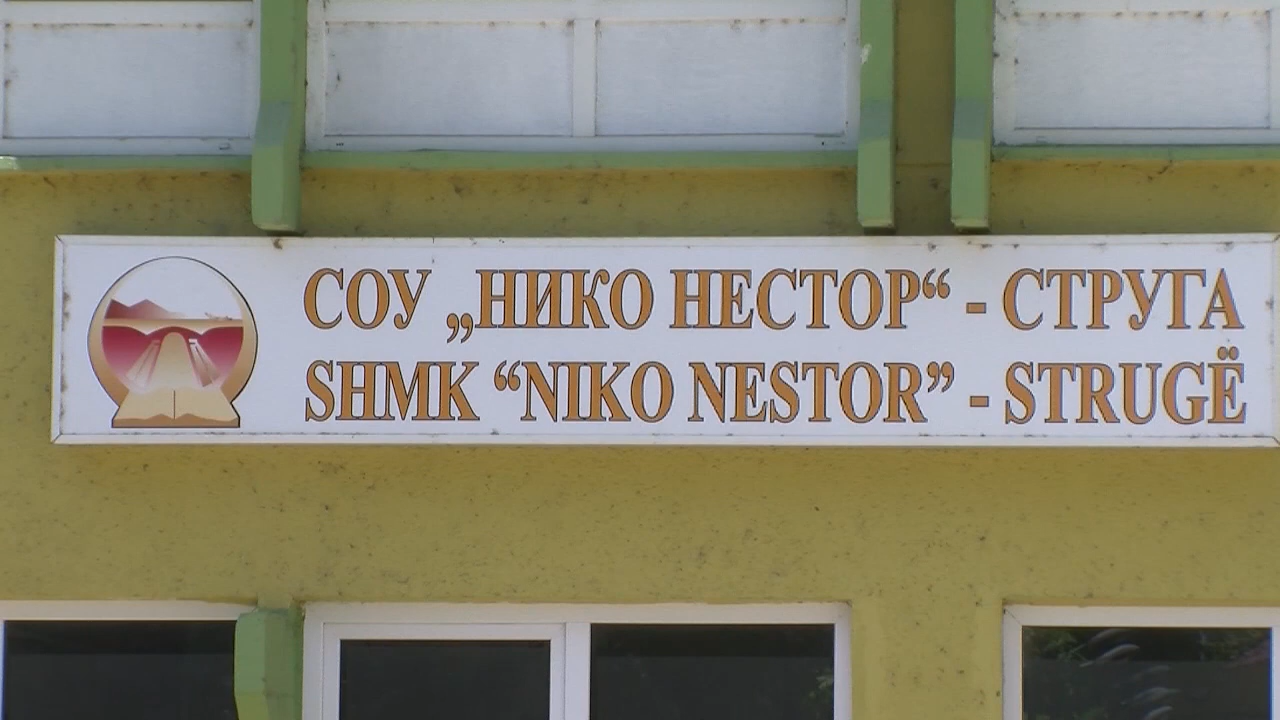 СОУ „НИКО НЕСТОР“ - СТРУГА
SHMK “NIKO NESTOR” - STRUGË